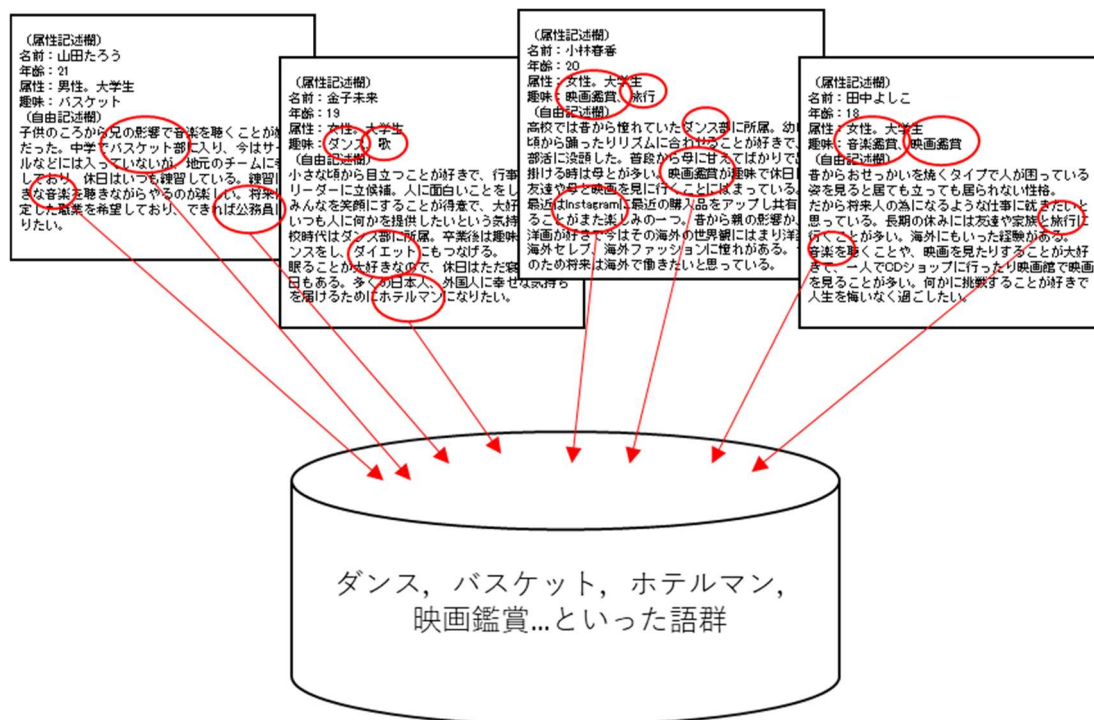 （属性記述欄）
名前：山田たろう
年齢：21
属性：男性。大学生
趣味：バスケット
（自由記述欄）
子供のころから兄の影響で音楽を聴くことが
だった。中学でバスケット部に入り、今はサー
ルなどには入っていないが、地元のチームに
しており、休日はいつも練習している。練習
きな音楽を聴きながらやるのが楽しい。将来
定した職業を希望しており、できれば公務員
りたい。
（属性記述欄）
名前：金子未来
年齢：19
属性：女性。大学生
趣味：ダンス、歌
（自由記述欄）
小さな頃から目立つことが好きで、行事
リーダーに立候補。人に面白いことをし
みんなを笑顔にすることが得意で、大好
いつも人に何かを提供したいという気持
校時代はダンス部に所属。卒業後は趣味
ンスをし、ダイエットにもつなげる。
眠ることが大好きなので、休日はただ寝
日もある。多くの日本人、外国人に幸せな気持ち
を届けるためにホテルマンになりたい。
（属性記述欄）
名前：小林春香
年齢：20
属性：女性。大学生
趣味：映画鑑賞、旅行
（自由記述欄）
高校では昔から憧れていたダンス部に所属。幼
頃から踊ったりリズムに合わせることが好きで、
部活に没頭した。普段から母に甘えてばかりで
掛ける時は母とが多い。映画鑑賞が趣味で休日
友達や母と映画を見に行くことにはまっている。
最近はInstagramに最近の購入品をアップし共有
ることがまた楽しみの一つ。昔から親の影響か、
洋画が好きで今はその海外の世界観にはまり洋
海外セレブ、海外ファッションに憧れがある。
のため将来は海外で働きたいと思っている。
（属性記述欄）
名前：田中よしこ
年齢：18
属性：女性。大学生
趣味：音楽鑑賞、映画鑑賞
（自由記述欄）
昔からおせっかいを焼くタイプで人が困っている
姿を見ると居ても立っても居られない性格。
だから将来人の為になるような仕事に就きたいと
思っている。長期の休みには友達や家族と旅行に
行くことが多い。海外にもいった経験がある。
音楽を聴くことや、映画を見たりすることが大好
きで、一人でCDショップに行ったり映画館で映画
を見ることが多い。何かに挑戦することが好きで
人生を悔いなく過ごしたい。
ダンス，バスケット，ホテルマン，
映画鑑賞…といった語群